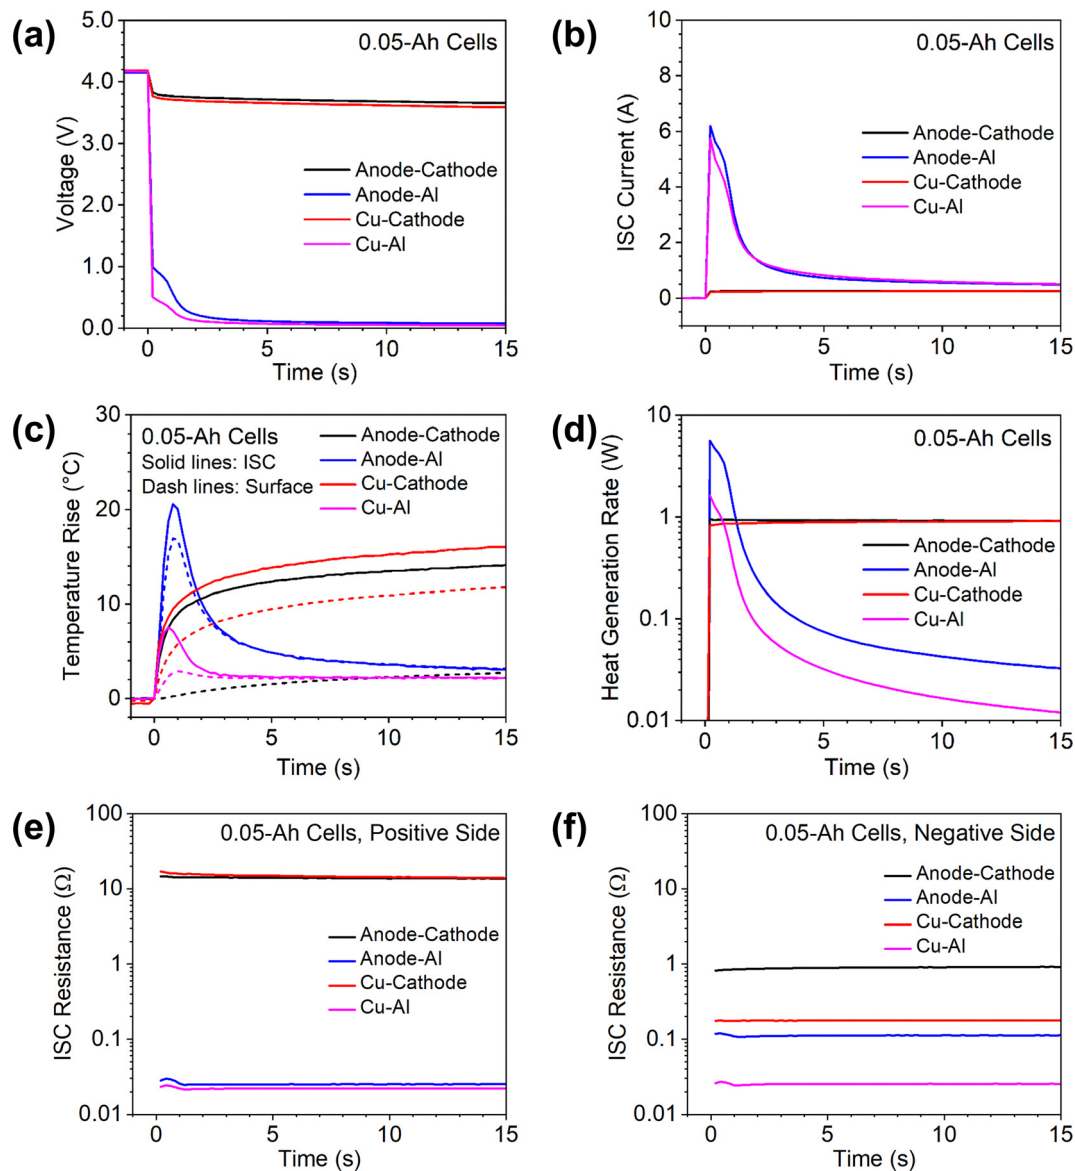 (a)
5.0
4.0
3.0
2.0
1.0
0.0
Voltage (V)
0.05-Ah Cells
Anode-Cathode
Anode-Al
Cu-Cathode
Cu-Al
0
5
10
15
Time (s)
(b)
10
8
6
4
2
0
ISC Current (A)
0.05-Ah Cells
Anode-Cathode
Anode-Al
Cu-Cathode
Cu-Al
0
5
10
15
Time (s)
(c)
30
20
10
0
Temperature Rise (°C)
0.05-Ah Cells
Solid lines: ISC
Dash lines: Surface
Anode-Cathode
Anode-Al
Cu-Cathode
Cu-Al
0
5
10
15
Time (s)
(d)
10
1
0.1
0.01
Heat Generation Rate (W)
0.05-Ah Cells
Anode-Cathode
Anode-Al
Cu-Cathode
Cu-Al
0
5
10
15
Time (s)
(e)
100
10
1
0.1
0.01
ISC Resistance (Ω)
0.05-Ah Cells, Positive Side
Anode-Cathode
Anode-Al
Cu-Cathode
Cu-Al
0
5
10
15
Time (s)
(f)
100
10
1
0.1
0.01
ISC Resistance (Ω)
0.05-Ah Cells, Negative Side
Anode-Cathode
Anode-Al
Cu-Cathode
Cu-Al
0
5
10
15
Time (s)